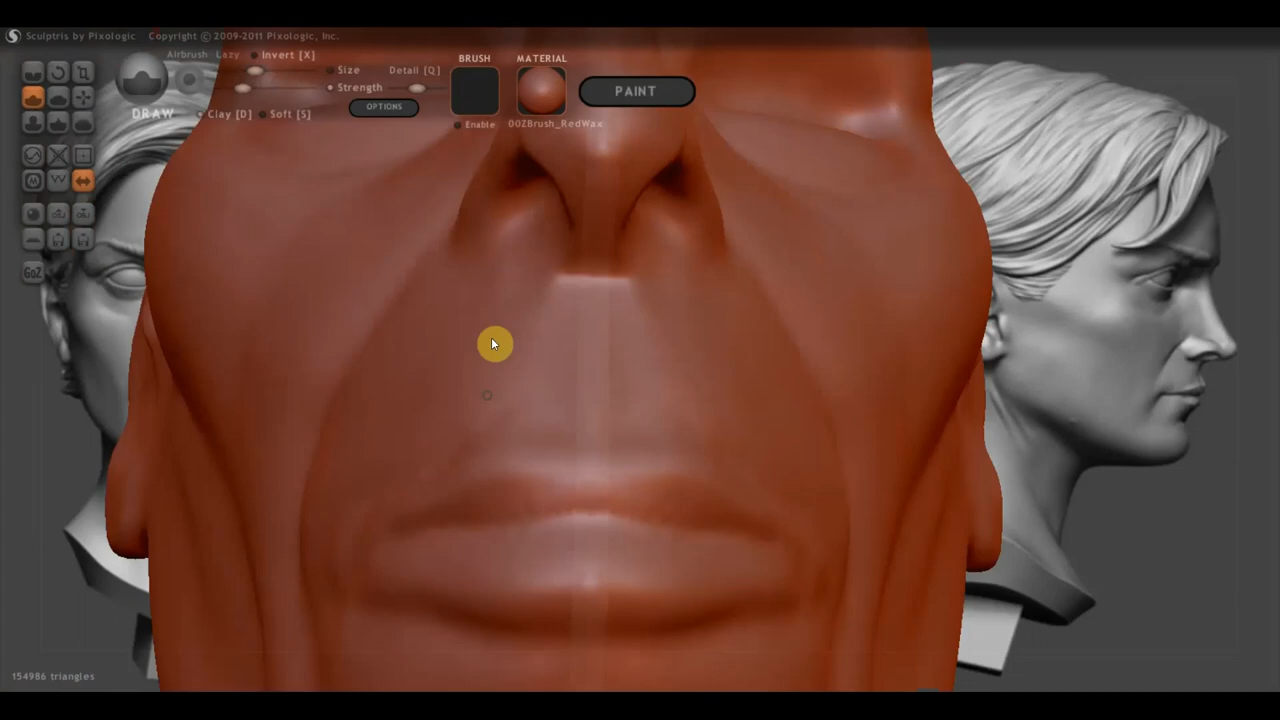 Sculptris by Pixologic Copyright © 2009-2011 Pixologic, Inc.
Airbrush Lazy Invert [X]
BRUSH MATERIAL
Size Detail [Q]
Strength
PAINT
OPTIONS
DRAW Clay [D] Soft [S]
Enable 00ZBrush_RedWax
GoZ
154986 triangles